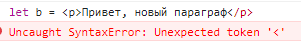 let b = <p>Привет, новый параграф</p>
Uncaught SyntaxError: Unexpected token '<'